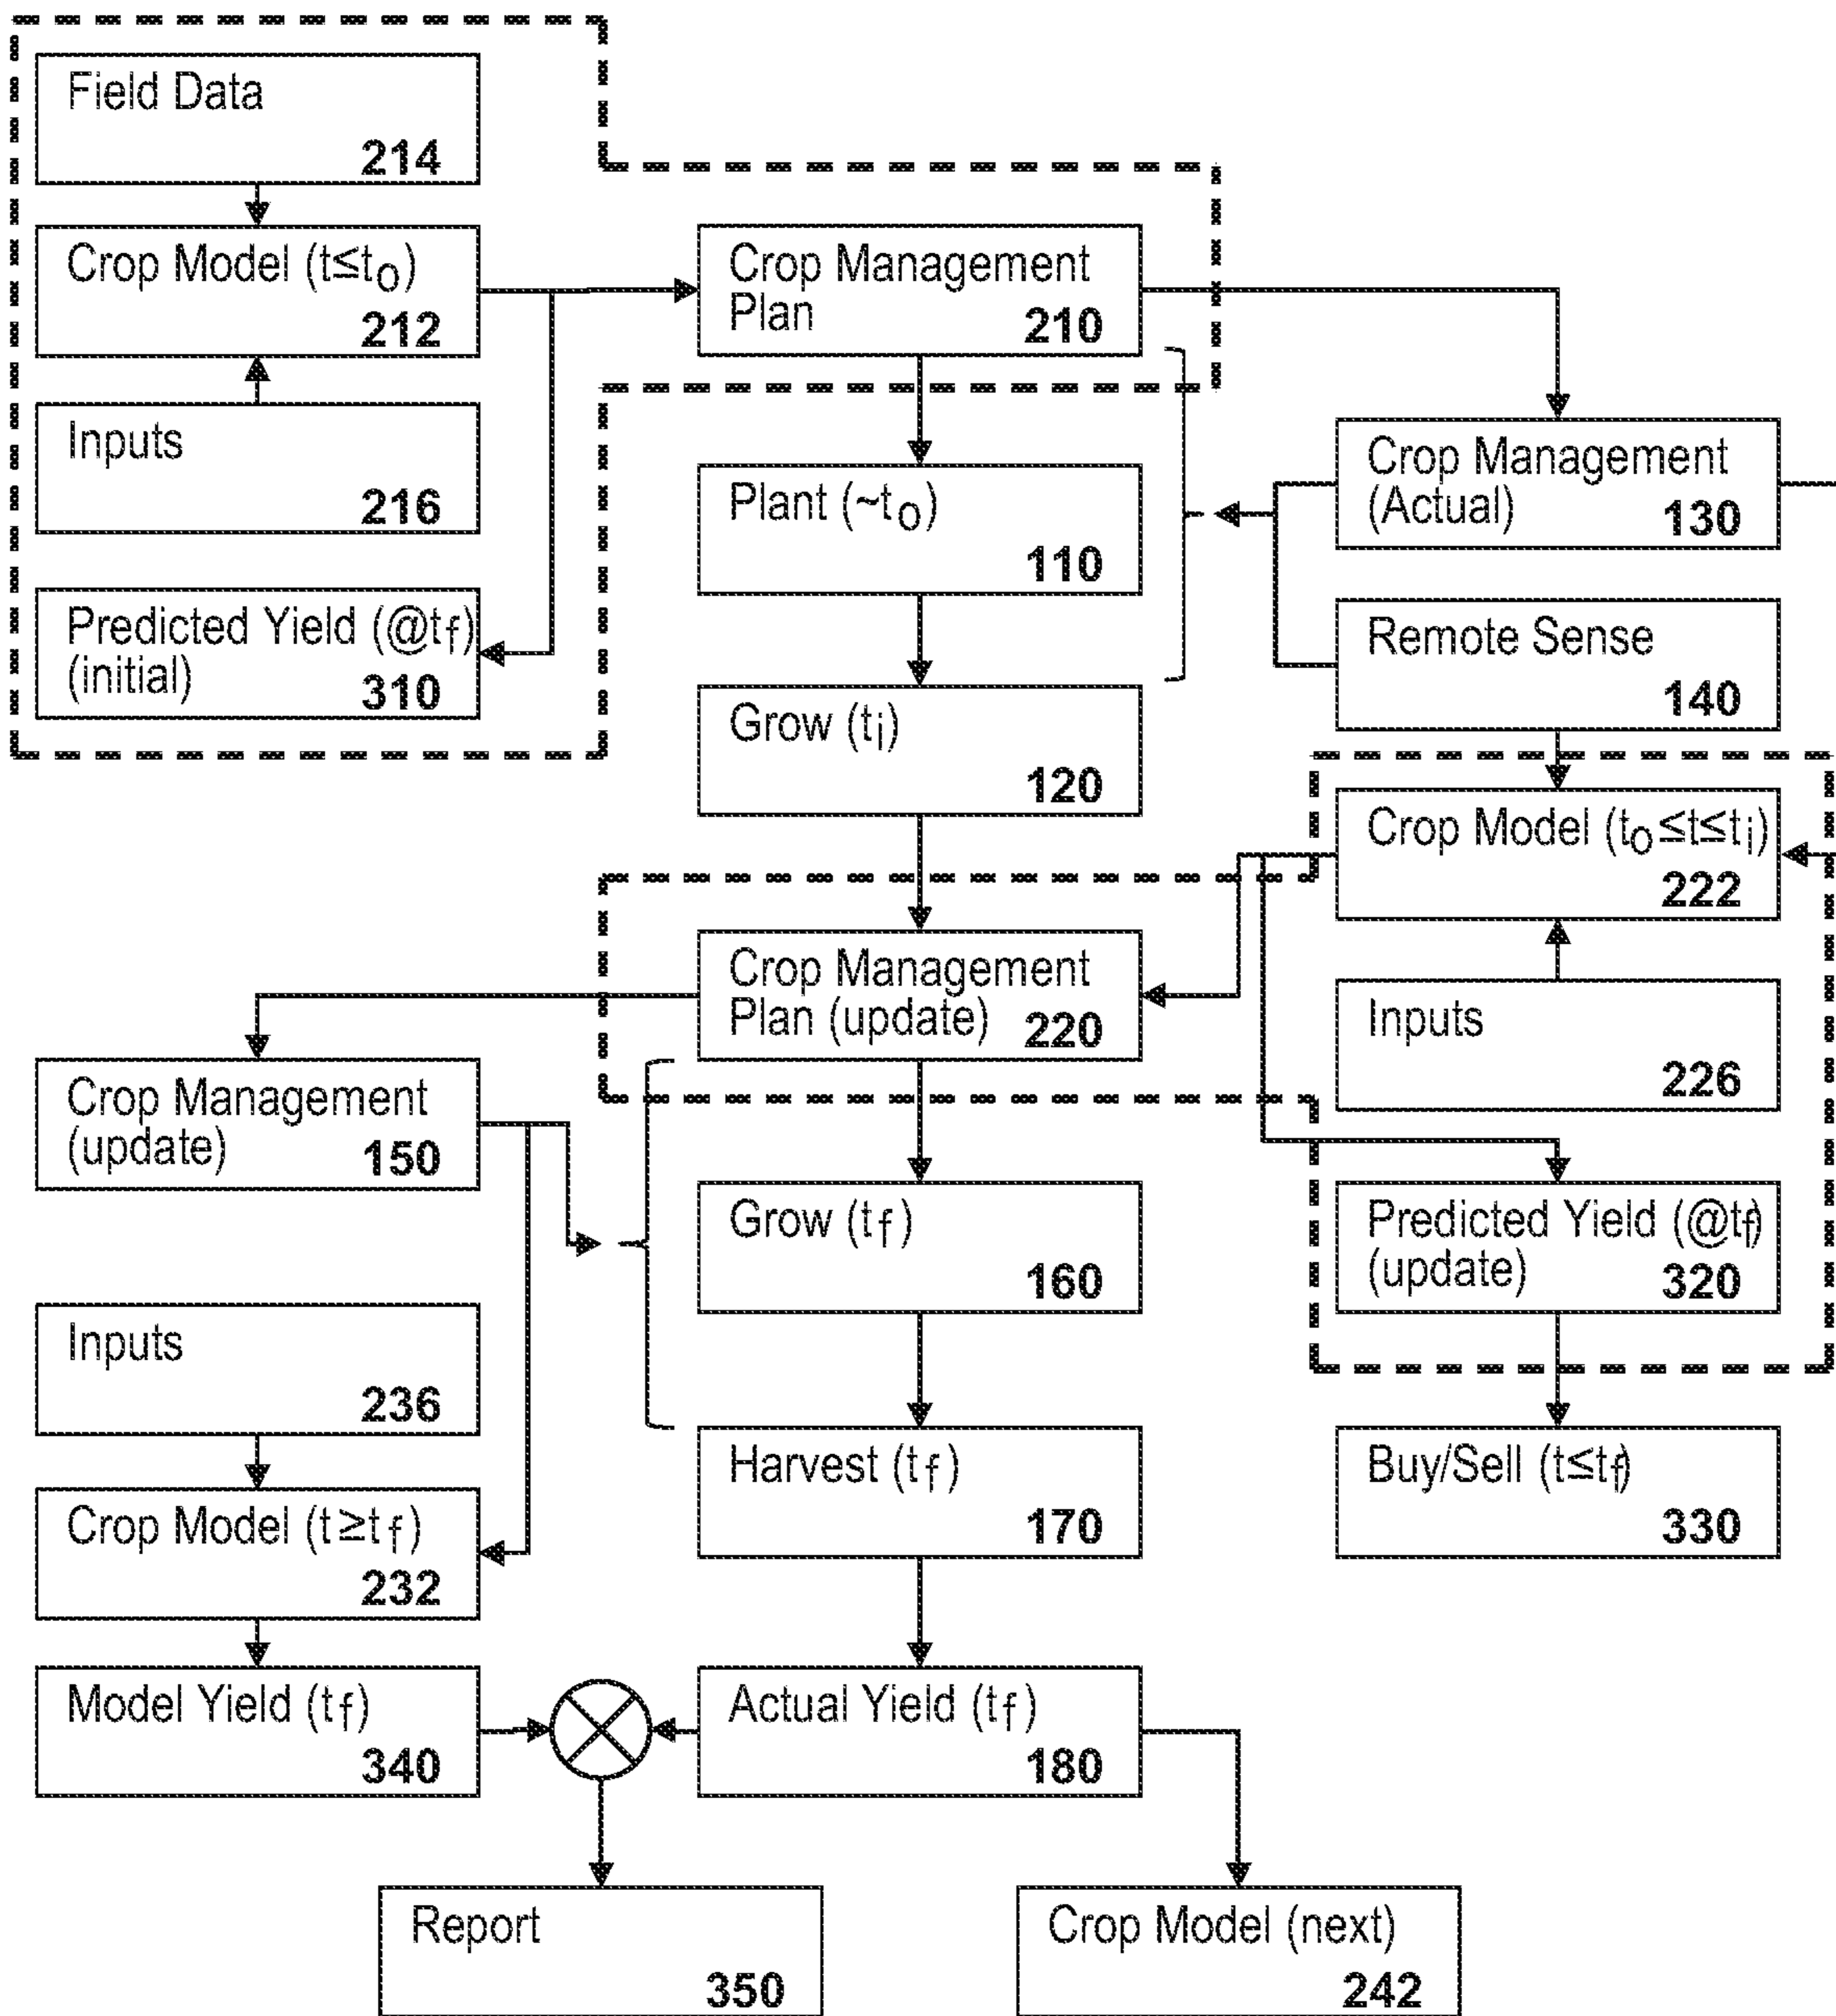 Field Data
214
Crop Model (t≤to)
212
Inputs
216
Predicted Yield (@tf)
(initial)
310
Crop Management
Plan
210
Plant (~to)
110
Grow (ti)
120
Crop Management
(Actual)
130
Remote Sense
140
Crop Model (to≤t≤ti)
222
Inputs
226
Crop Management
Plan (update)
220
Crop Management
(update)
150
Grow (tf)
160
Predicted Yield (@tf)
(update)
320
Inputs
236
Harvest (tf)
170
Buy/Sell (t≤tf)
330
Crop Model (t≥tf)
232
Model Yield (tf)
340
Actual Yield (tf)
180
Report
350
Crop Model (next)
242